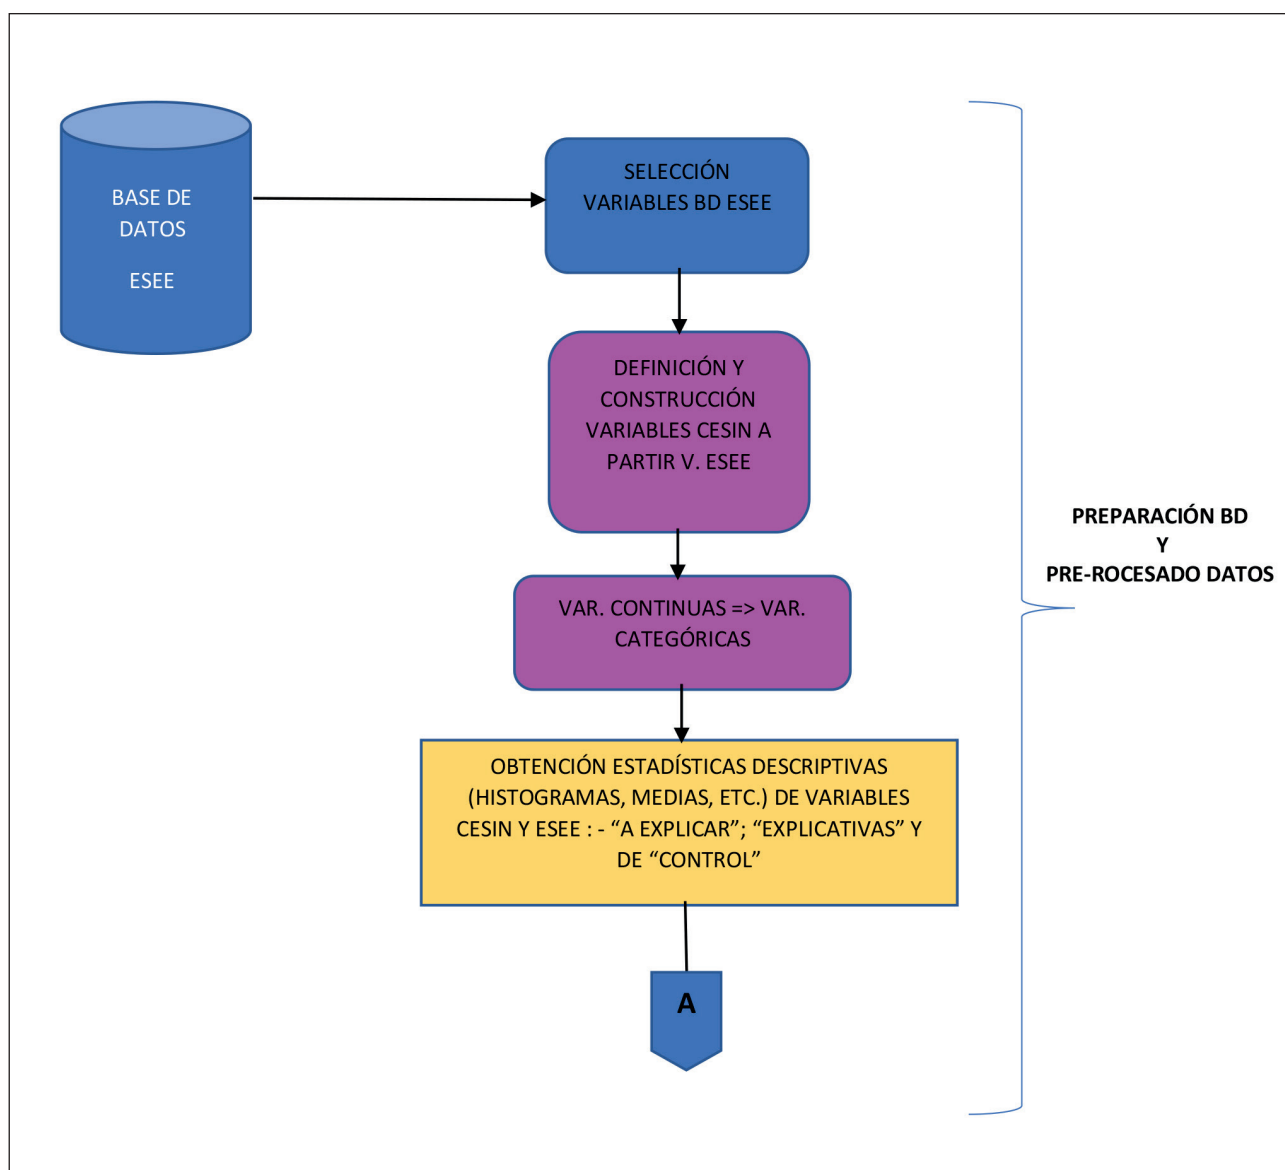 BASE DE
DATOS
ESEE
SELECCIÓN
VARIABLES BD ESEE
DEFINICIÓN Y
CONSTRUCCIÓN
VARIABLES CESIN A
PARTIR V. ESEE
VAR. CONTINUAS => VAR.
CATEGÓRICAS
OBTENCIÓN ESTADÍSTICAS DESCRIPTIVAS
(HISTOGRAMAS, MEDIAS, ETC.) DE VARIABLES
CESIN Y ESEE : - “A EXPLICAR”; “EXPLICATIVAS” Y
DE “CONTROL”
A
PREPARACIÓN BD
Y
PRE-ROCESADO DATOS